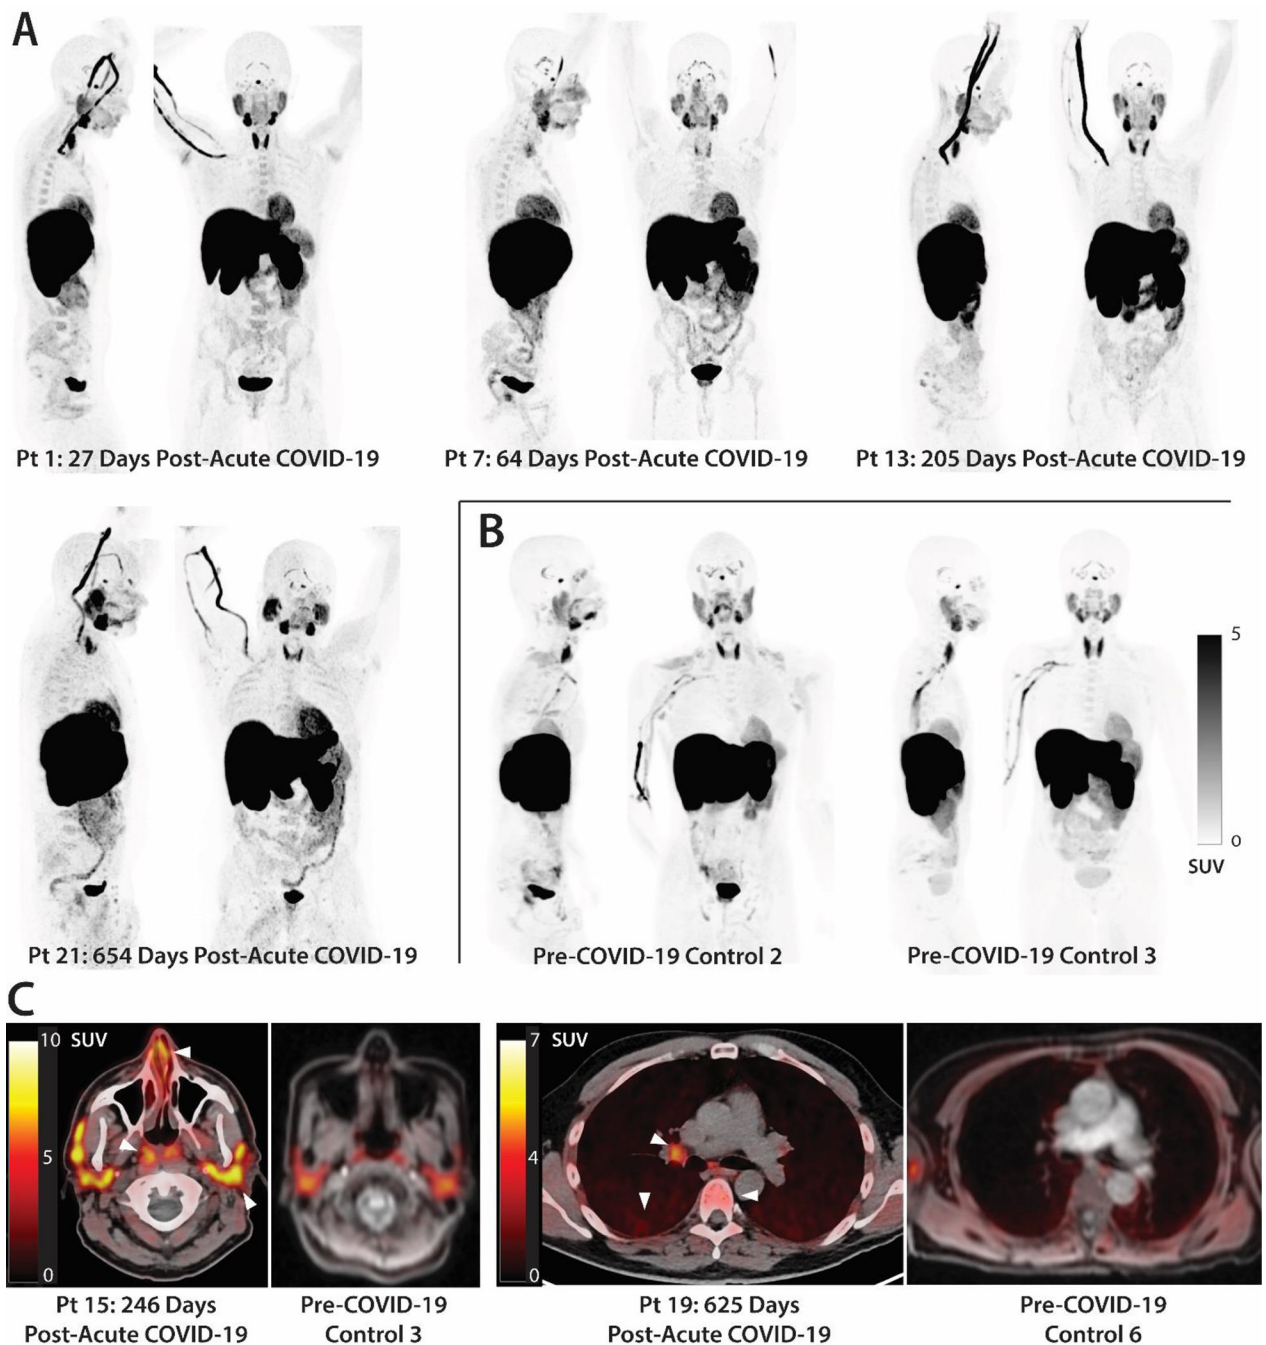 A
Pt 1: 27 Days Post-Acute COVID-19
Pt 7: 64 Days Post-Acute COVID-19
Pt 13: 205 Days Post-Acute COVID-19
Pt 21: 654 Days Post-Acute COVID-19
B
Pre-COVID-19 Control 2
Pre-COVID-19 Control 3
5
0
SUV
C
10 SUV
5
0
Pt 15: 246 Days
Post-Acute COVID-19
Pre-COVID-19
Control 3
7 SUV
4
0
Pt 19: 625 Days
Post-Acute COVID-19
Pre-COVID-19
Control 6